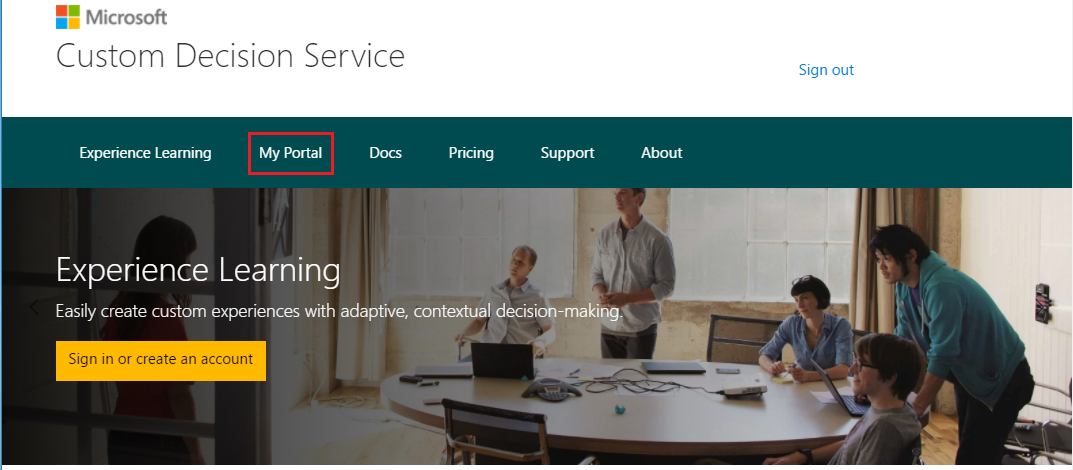 Microsoft
Custom Decision Service
Sign out
Experience Learning My Portal Docs Pricing Support About
Experience Learning
Easily create custom experiences with adaptive, contextual decision-making.
Sign in or create an account